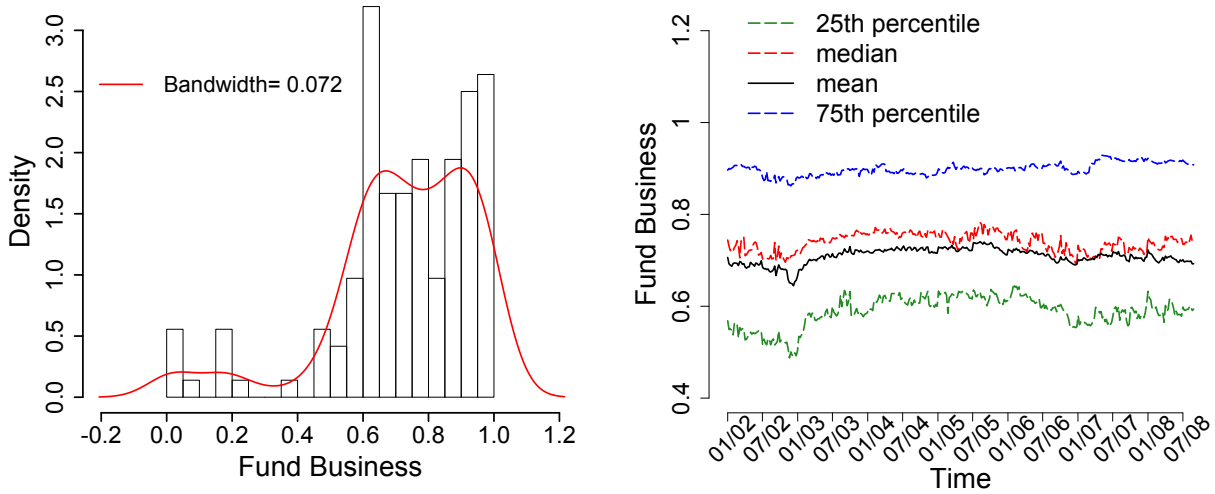 3.0
2.5
2.0
1.5
1.0
0.5
0.0
Density
Bandwidth= 0.072
-0.2 0.0 0.2 0.4 0.6 0.8 1.0 1.2
Fund Business
25th percentile
median
mean
75th percentile
1.2
1
0.8
0.6
0.4
Fund Business
01/02 07/02 01/03 07/03 01/04 07/04 01/05 07/05 01/06 07/06 01/07 07/07 01/08 07/08
Time